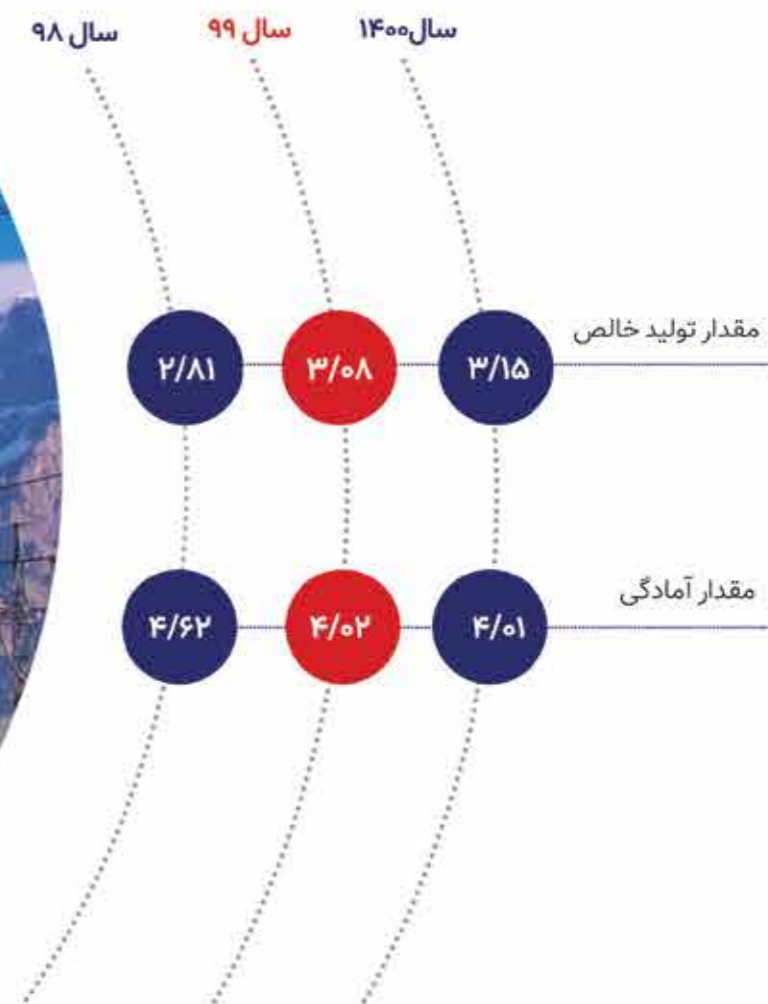 سال۱۴۰۰ سال ۹۹ سال ۹۸
مقدار تولید خالص ۳/۱۵ ۳/۰۸ ۲/۸۱
مقدار آمادگی ۴/۰۱ ۴/۰۲ ۴/۶۲